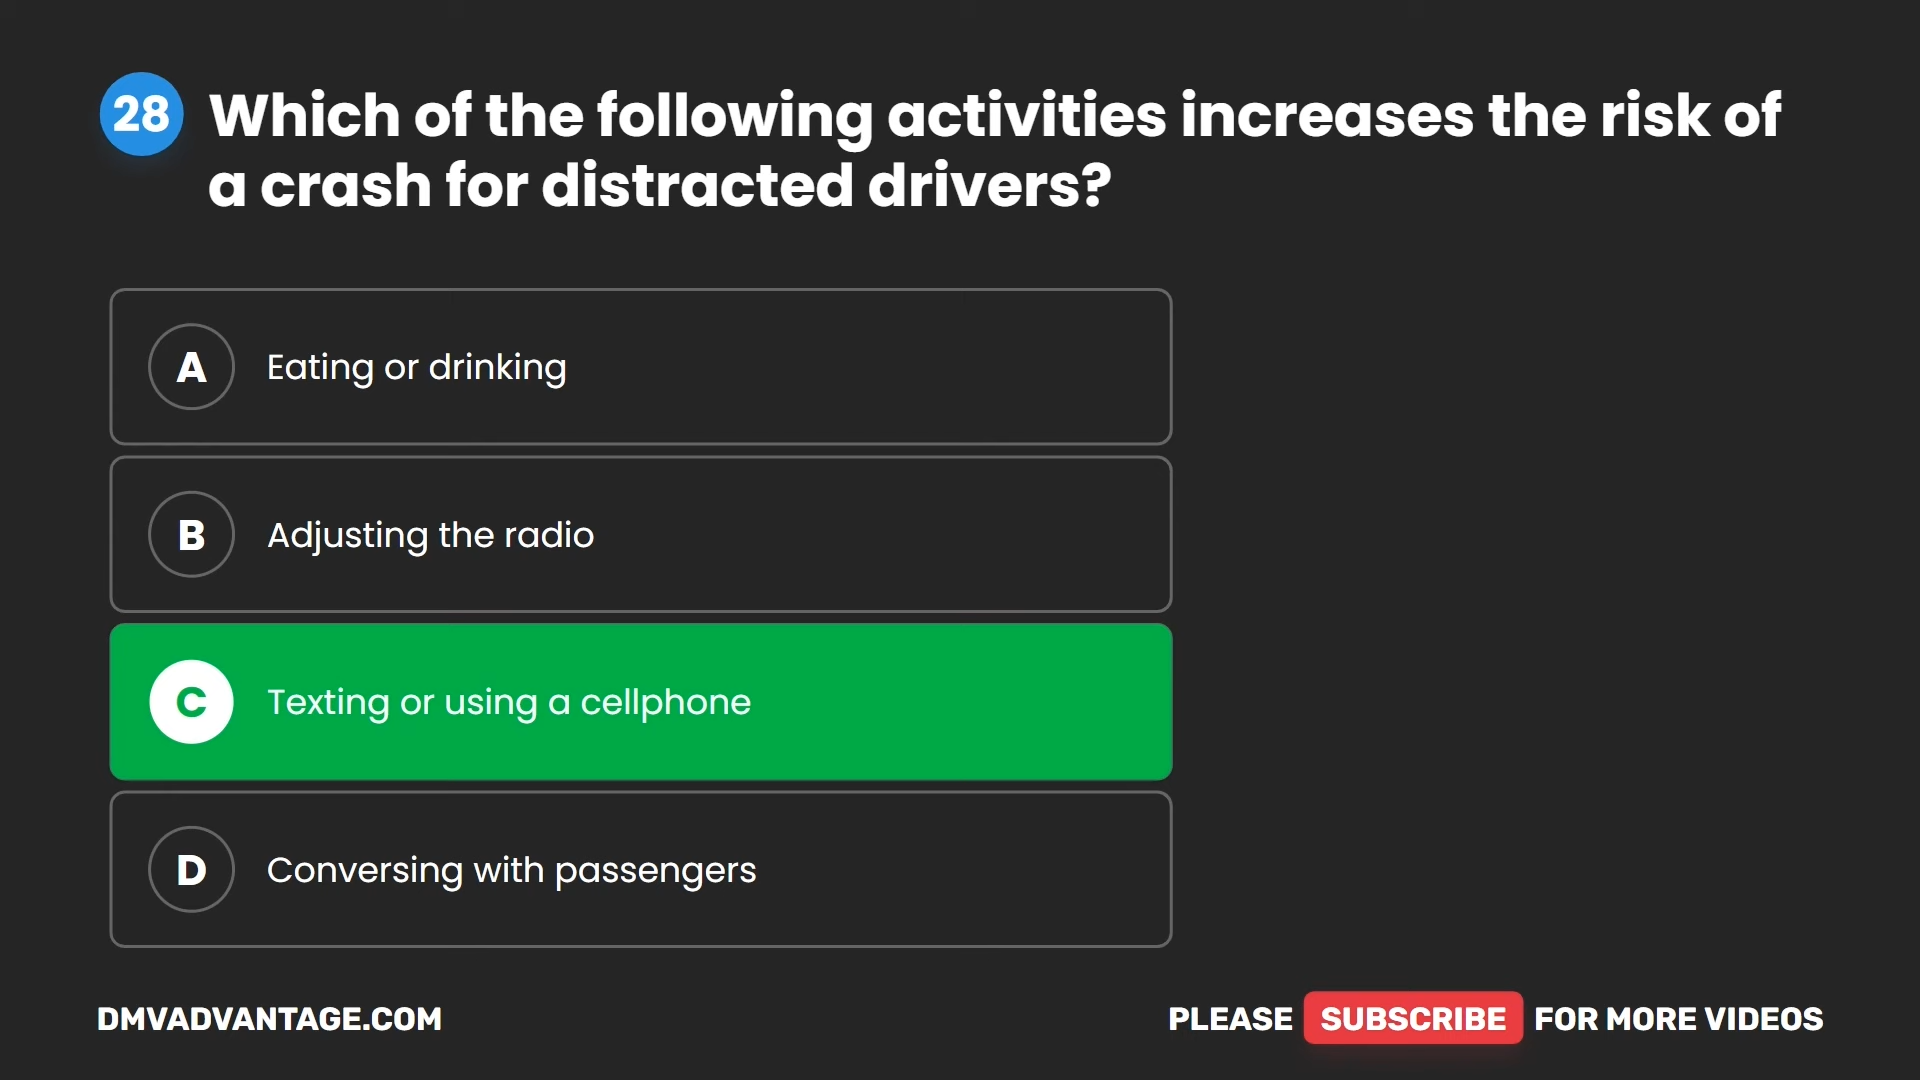 28 Which of the following activities increases the risk of
a crash for distracted drivers?
A Eating or drinking
B Adjusting the radio
C Texting or using a cellphone
D Conversing with passengers
DMVADVANTAGE.COM
PLEASE SUBSCRIBE FOR MORE VIDEOS